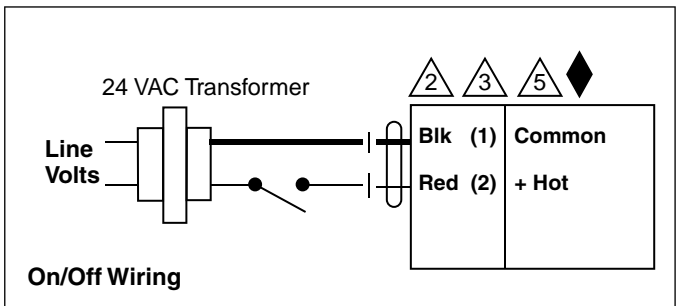 24 VAC Transformer
2 3 5
Line
Volts
Blk (1) Common
Red (2) + Hot
On/Off Wiring